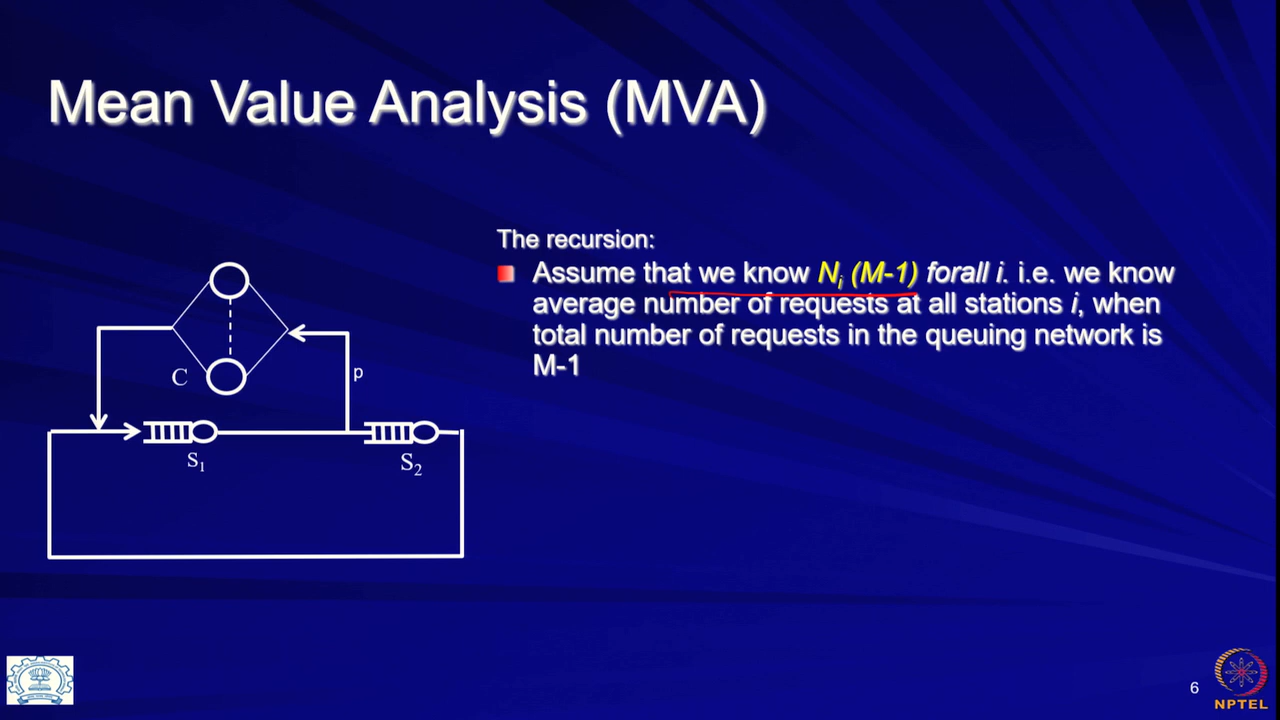 Mean Value Analysis (MVA)
The recursion:
Assume that we know Ni (M-1) forall i. i.e. we know
average number of requests at all stations i, when
total number of requests in the queuing network is
M-1
C
p
S1
S2
6
NPTEL